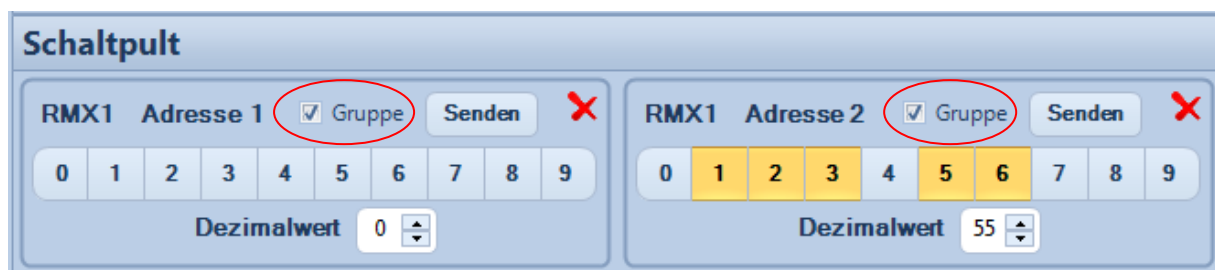 Schaltpult
RMX1 Adresse 1 Gruppe Senden
0 1 2 3 4 5 6 7 8 9
Dezimalwert 0
RMX1 Adresse 2 Gruppe Senden
0 1 2 3 4 5 6 7 8 9
Dezimalwert 55